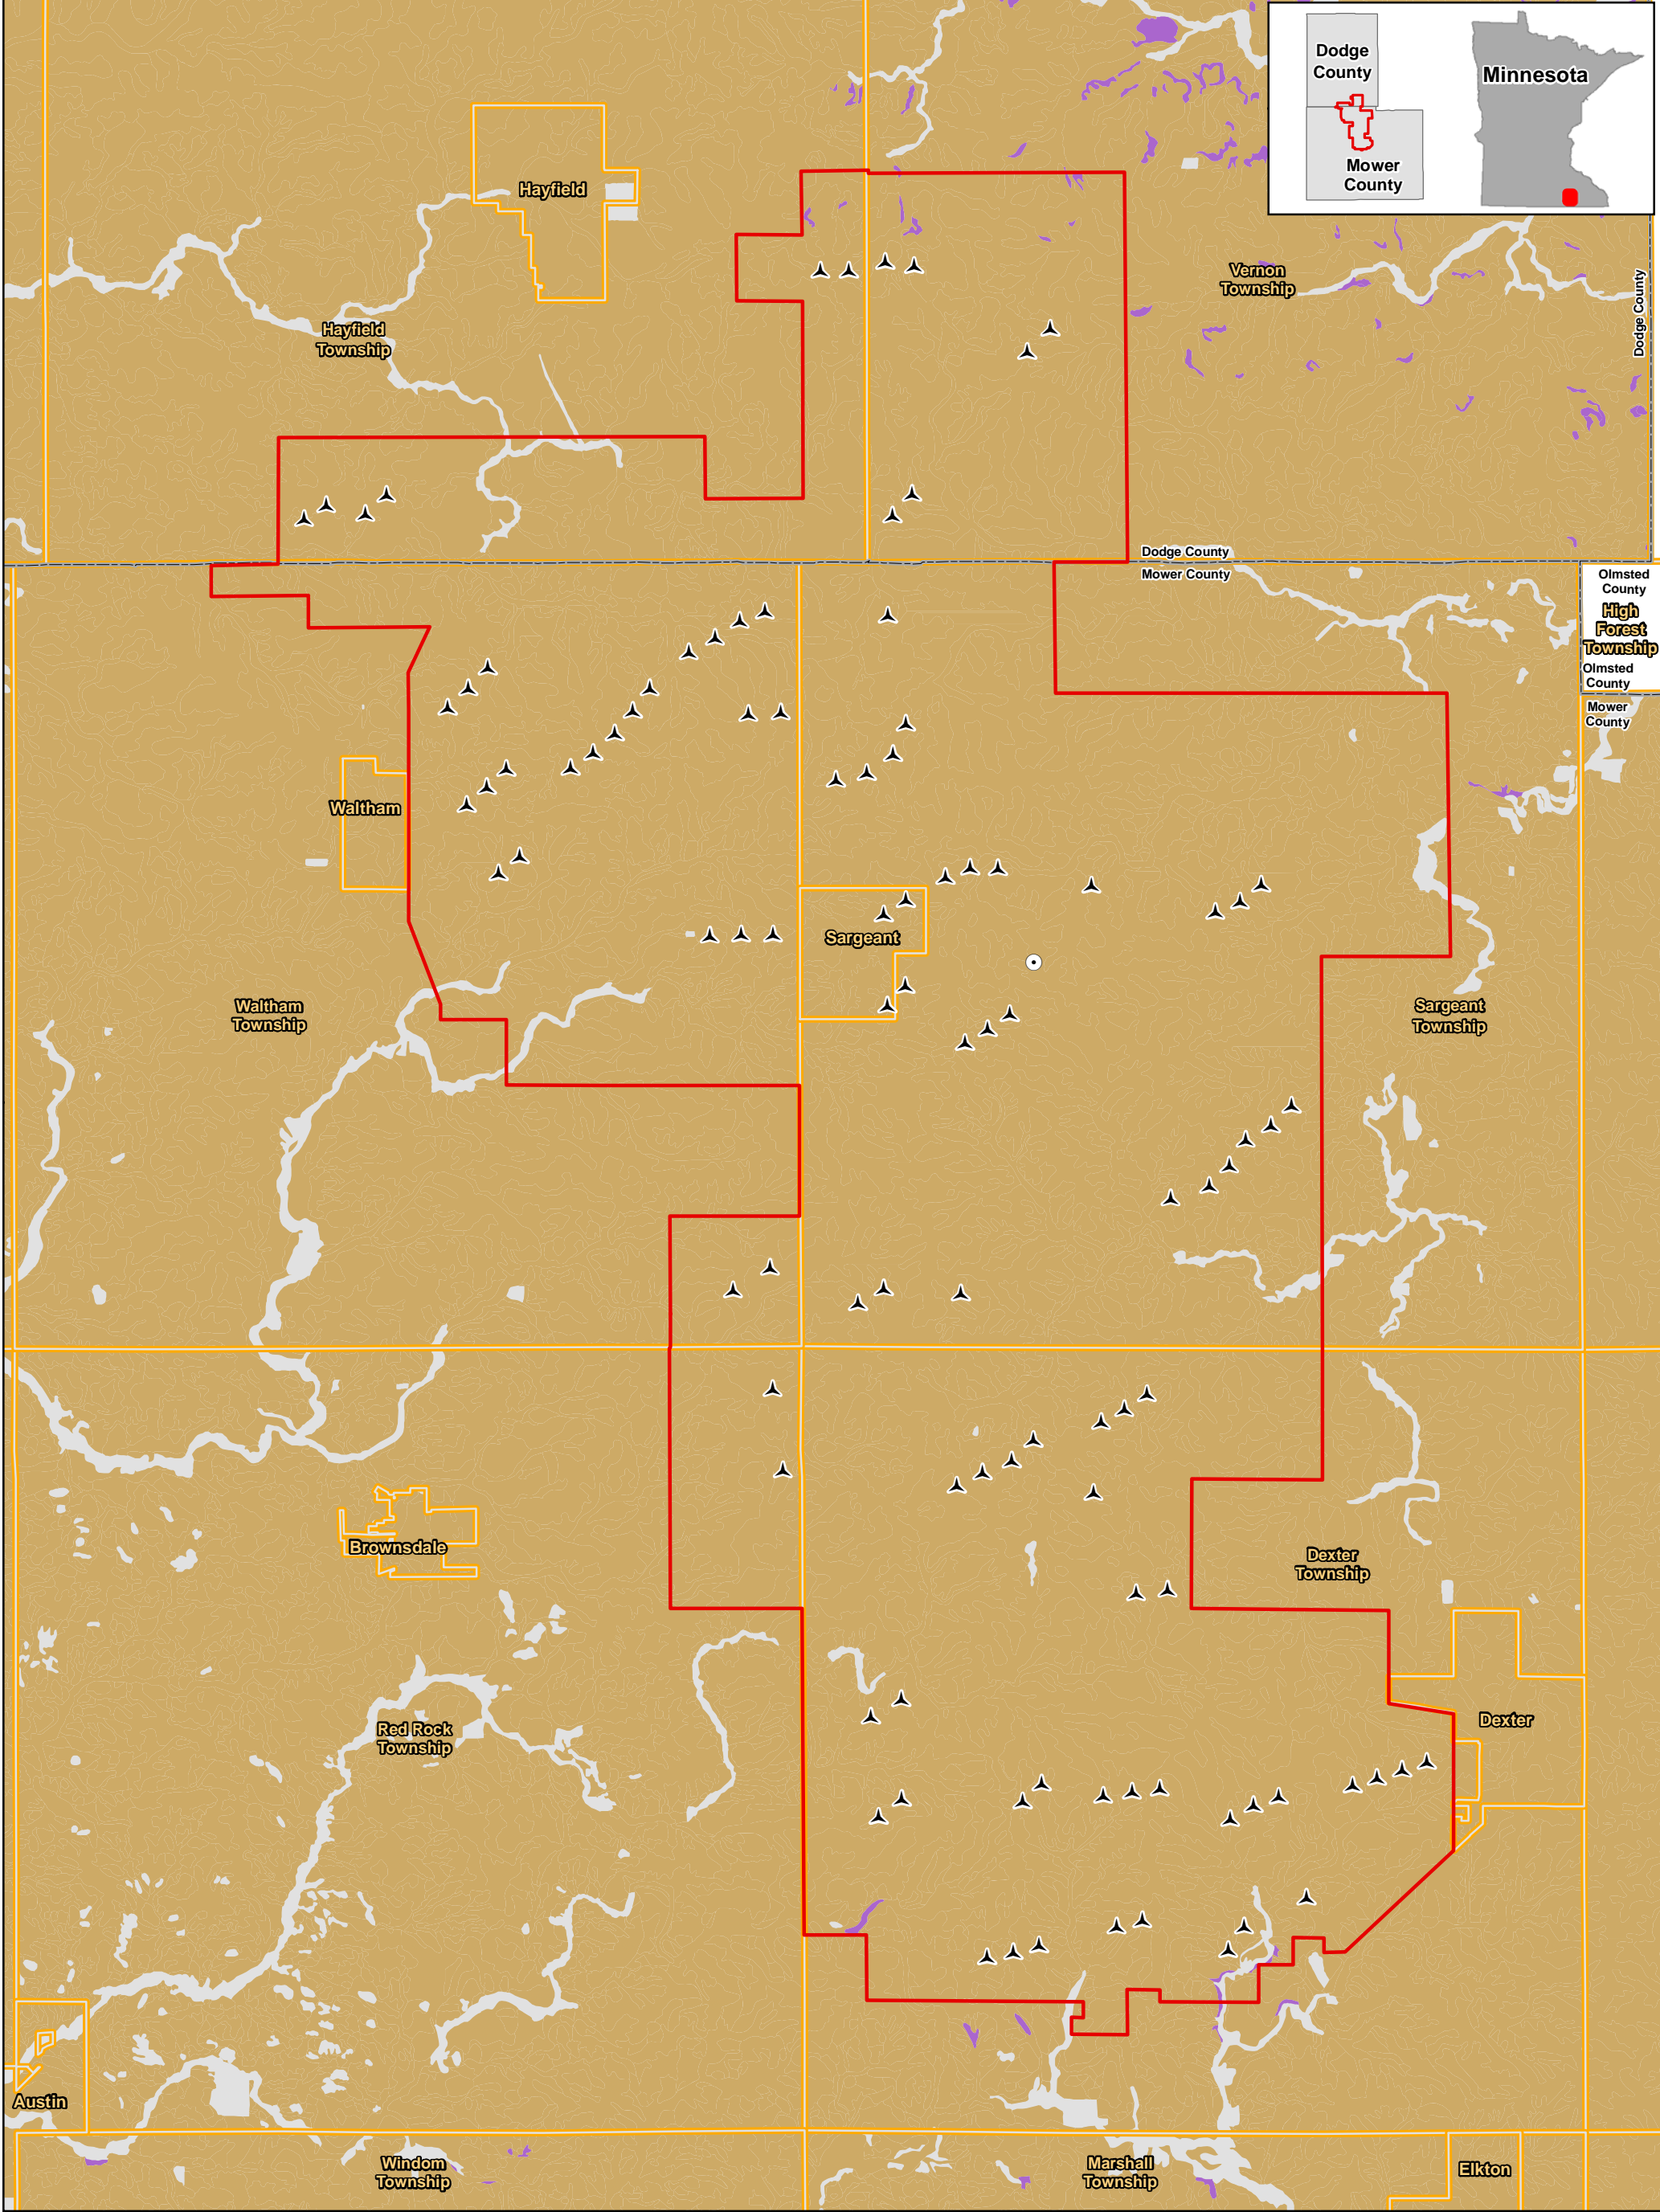 Dodge
County
Minnesota
Mower
County
Hayfield
Vernon
Township
Dodge County
Hayfield
Township
Dodge County
Mower County
Olmsted
County
High
Forest
Township
Olmsted
County
Mower
County
Waltham
Sargeant
Waltham
Township
Sargeant
Township
Brownsdale
Dexter
Township
Dexter
Red Rock
Township
Austin
Windom
Township
Marshall
Township
Elkton